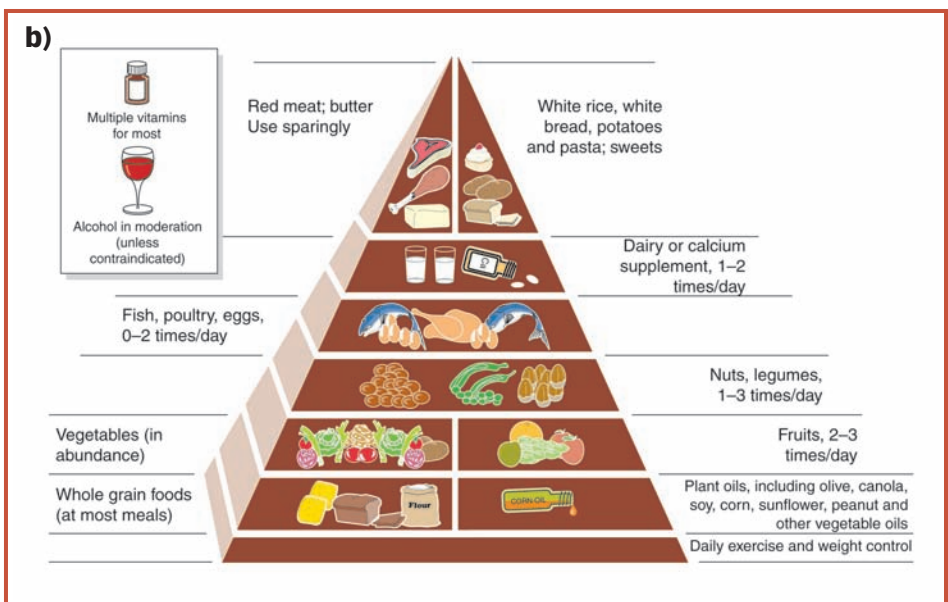 b)
Multiple vitamins
for most
Alcohol in moderation
(unless
contraindicated)
Red meat; butter
Use sparingly
White rice, white
bread, potatoes
and pasta; sweets
Ca
Dairy or calcium
supplement, 1–2
times/day
Fish, poultry, eggs,
0–2 times/day
Nuts, legumes,
1–3 times/day
Vegetables (in
abundance)
Fruits, 2–3
times/day
Whole grain foods
(at most meals)
Flour
CORN OIL
Plant oils, including olive, canola,
soy, corn, sunflower, peanut and
other vegetable oils
Daily exercise and weight control